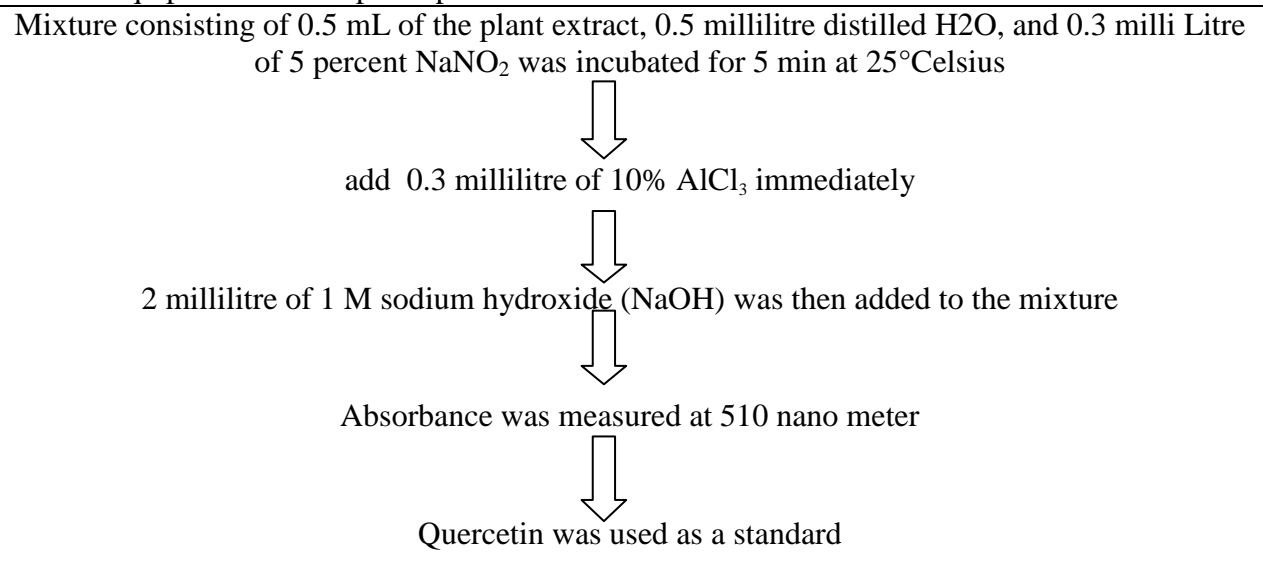 Mixture consisting of 0.5 mL of the plant extract, 0.5 millilitre distilled H2O, and 0.3 milli Litre
of 5 percent NaNO₂ was incubated for 5 min at 25°Celsius
add 0.3 millilitre of 10% AlCl₃ immediately
2 millilitre of 1 M sodium hydroxide (NaOH) was then added to the mixture
Absorbance was measured at 510 nano meter
Quercetin was used as a standard